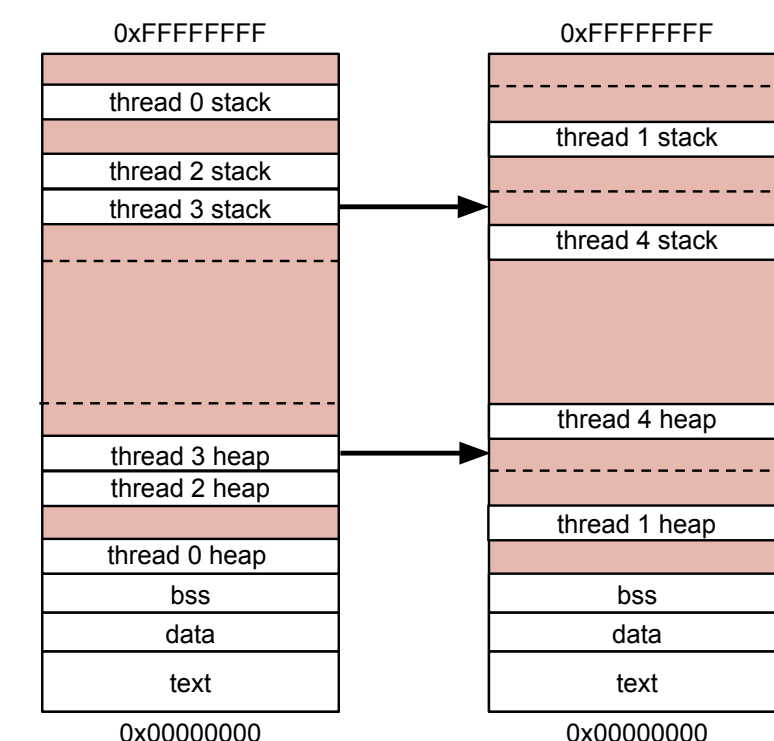 0xFFFFFFFF
thread 0 stack
thread 2 stack
thread 3 stack
thread 3 heap
thread 2 heap
thread 0 heap
bss
data
text
0x00000000
0xFFFFFFFF
thread 1 stack
thread 4 stack
thread 4 heap
thread 1 heap
bss
data
text
0x00000000